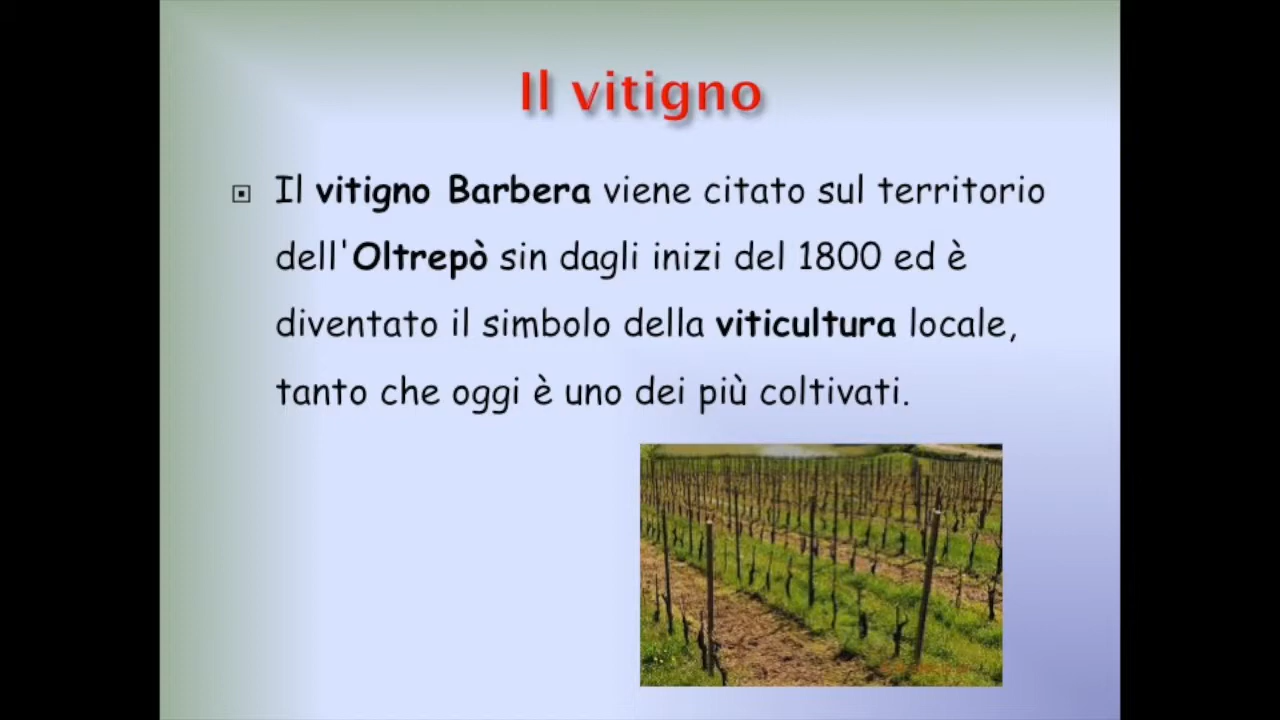 Il vitigno
Il vitigno Barbera viene citato sul territorio
dell'Oltrepò sin dagli inizi del 1800 ed è
diventato il simbolo della viticultura locale,
tanto che oggi è uno dei più coltivati.